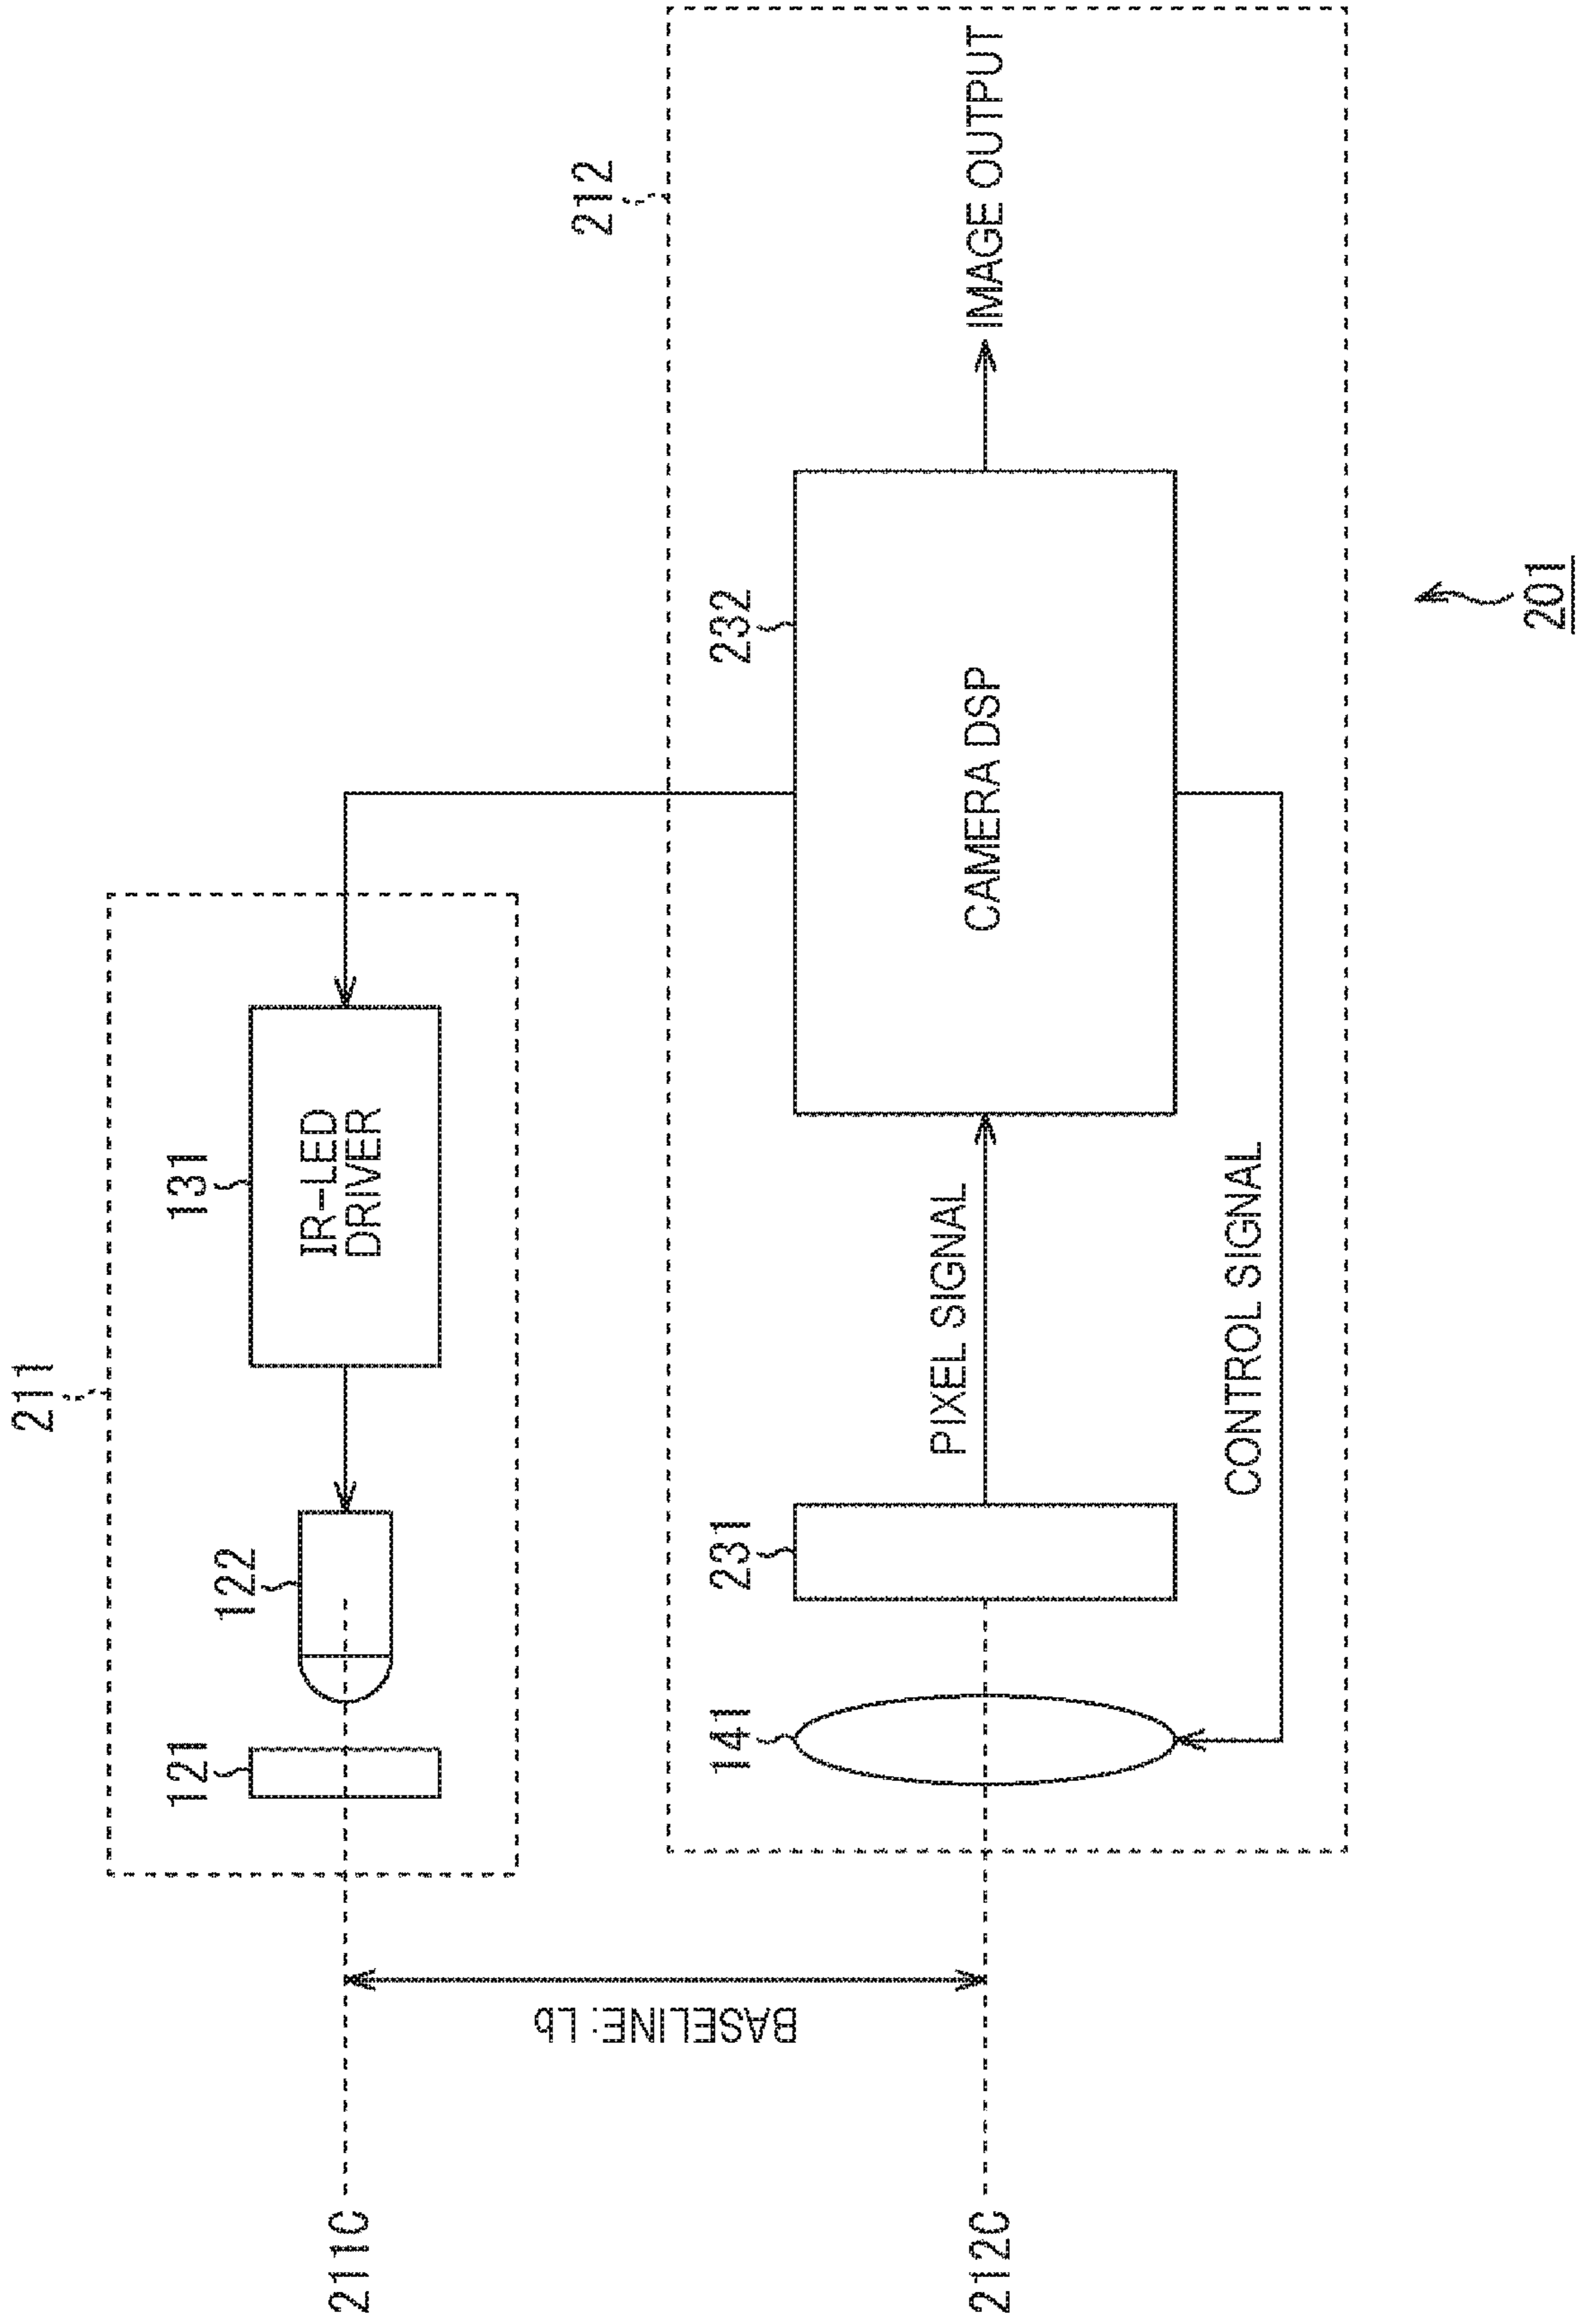 211
121
122
131
IR-LED
DRIVER
211C
BASELINE: Lb
212
212C
141
231
PIXEL SIGNAL
232
CAMERA DSP
IMAGE OUTPUT
CONTROL SIGNAL
201